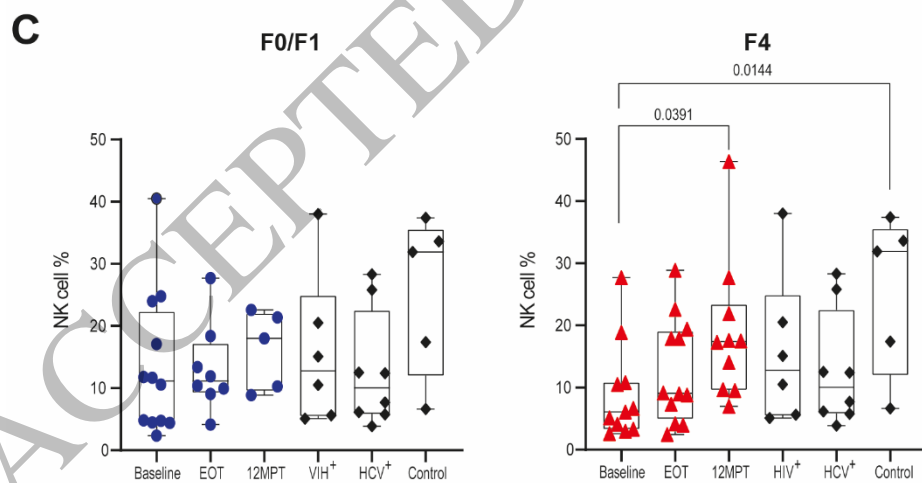 C
F0/F1
F4
0.0144
0.0391
50
40
30
20
10
0
NK cell %
Baseline EOT 12MPT VIH+ HCV+ Control
50
40
30
20
10
0
NK cell %
Baseline EOT 12MPT HIV+ HCV+ Control
ACCEPTED